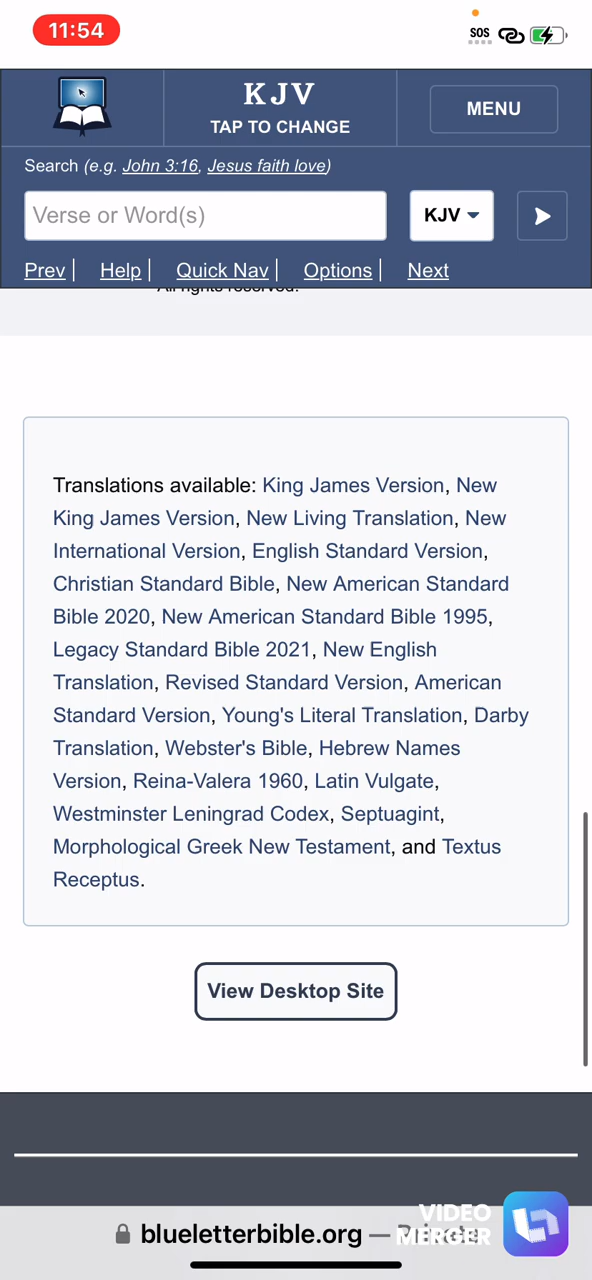 11:54
SOS
KJV
TAP TO CHANGE
MENU
Search (e.g. John 3:16, Jesus faith love)
Verse or Word(s)
KJV
Prev | Help | Quick Nav | Options | Next
All rights reserved.
Translations available: King James Version, New
King James Version, New Living Translation, New
International Version, English Standard Version,
Christian Standard Bible, New American Standard
Bible 2020, New American Standard Bible 1995,
Legacy Standard Bible 2021, New English
Translation, Revised Standard Version, American
Standard Version, Young's Literal Translation, Darby
Translation, Webster's Bible, Hebrew Names
Version, Reina-Valera 1960, Latin Vulgate,
Westminster Leningrad Codex, Septuagint,
Morphological Greek New Testament, and Textus
Receptus.
View Desktop Site
blueletterbible.org — Private
VIDEO
MERGER